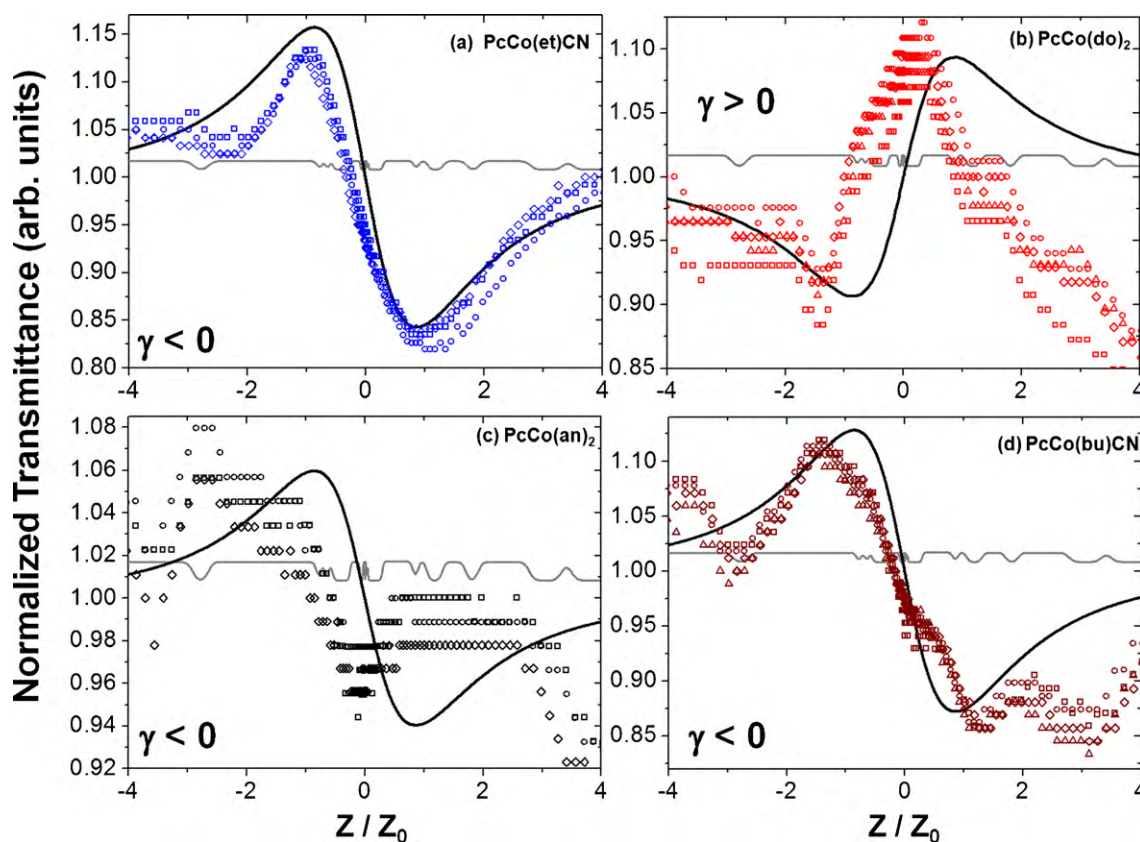 Normalized Transmittance (arb. units)
(a) PcCo(et)CN
γ < 0
1.15
1.10
1.05
1.00
0.95
0.90
0.85
0.80
-4 -2 0 2 4
(b) PcCo(do)2
γ > 0
1.10
1.05
1.00
0.95
0.90
0.85
-4 -2 0 2 4
(c) PcCo(an)2
γ < 0
1.08
1.06
1.04
1.02
1.00
0.98
0.96
0.94
0.92
-4 -2 0 2 4
Z / Z0
(d) PcCo(bu)CN
γ < 0
1.10
1.05
1.00
0.95
0.90
0.85
-4 -2 0 2 4
Z / Z0